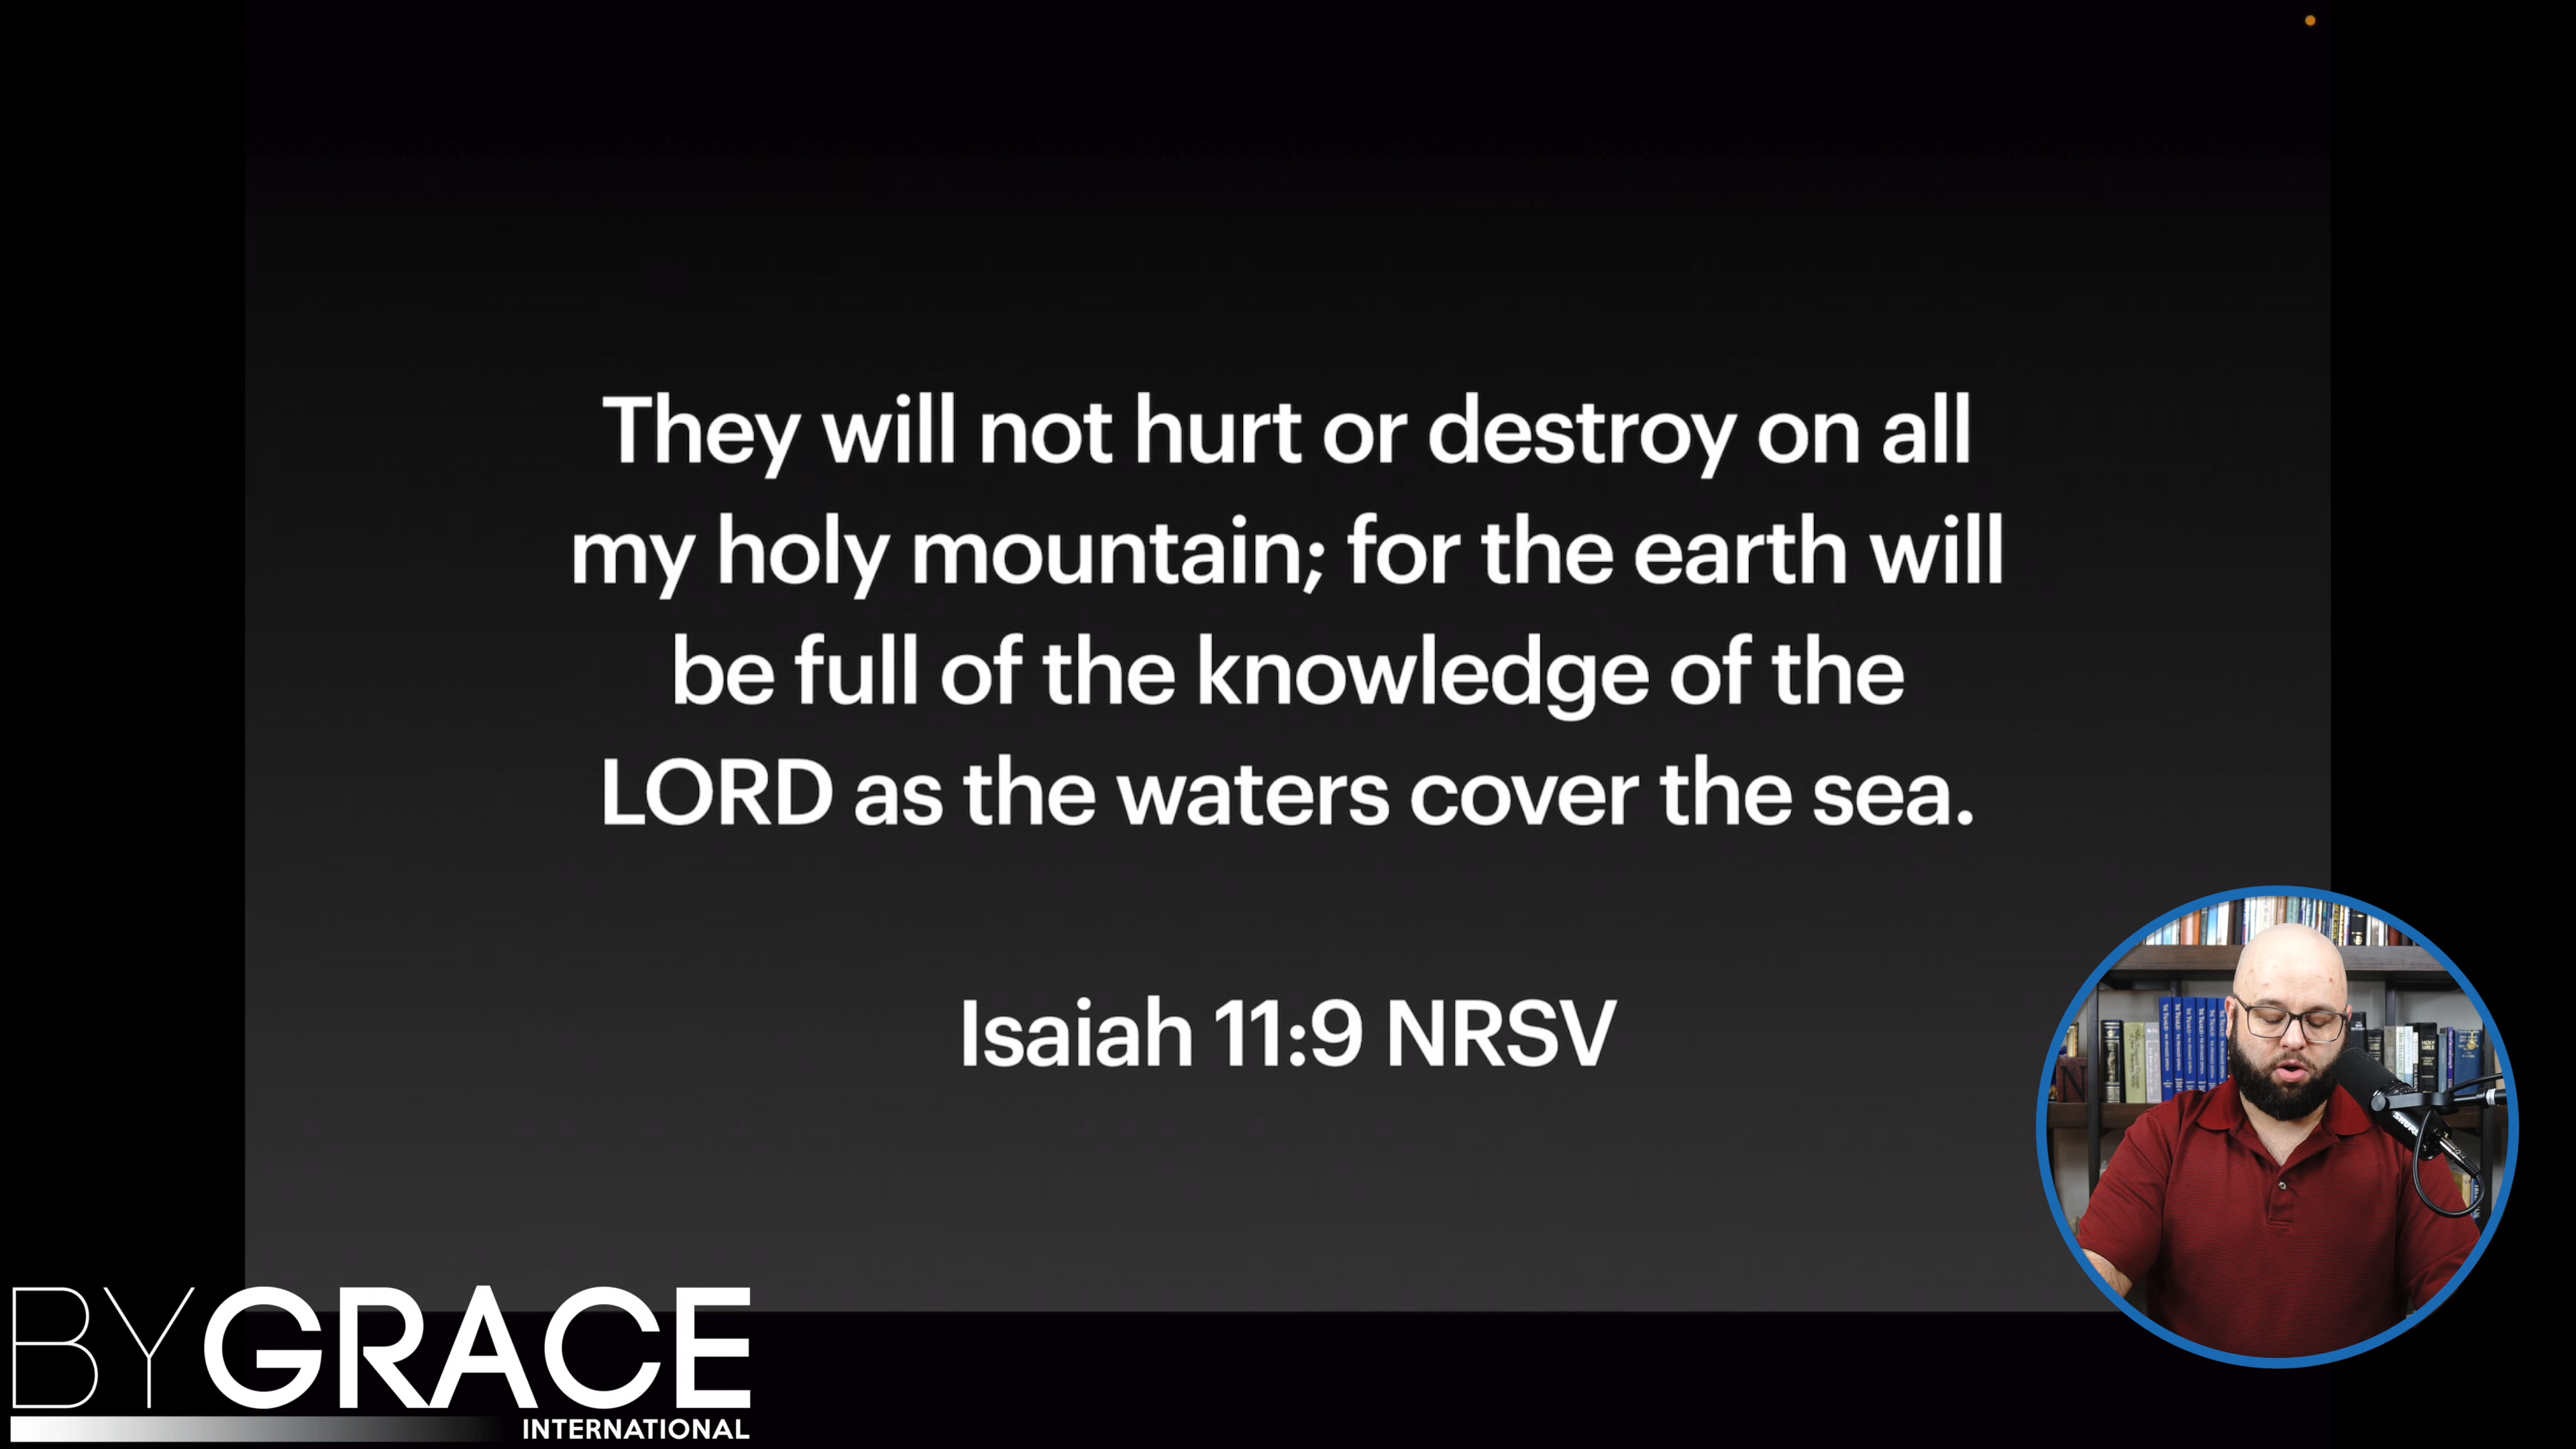 They will not hurt or destroy on all
my holy mountain; for the earth will
be full of the knowledge of the
LORD as the waters cover the sea.
Isaiah 11:9 NRSV
BYGRACE
INTERNATIONAL